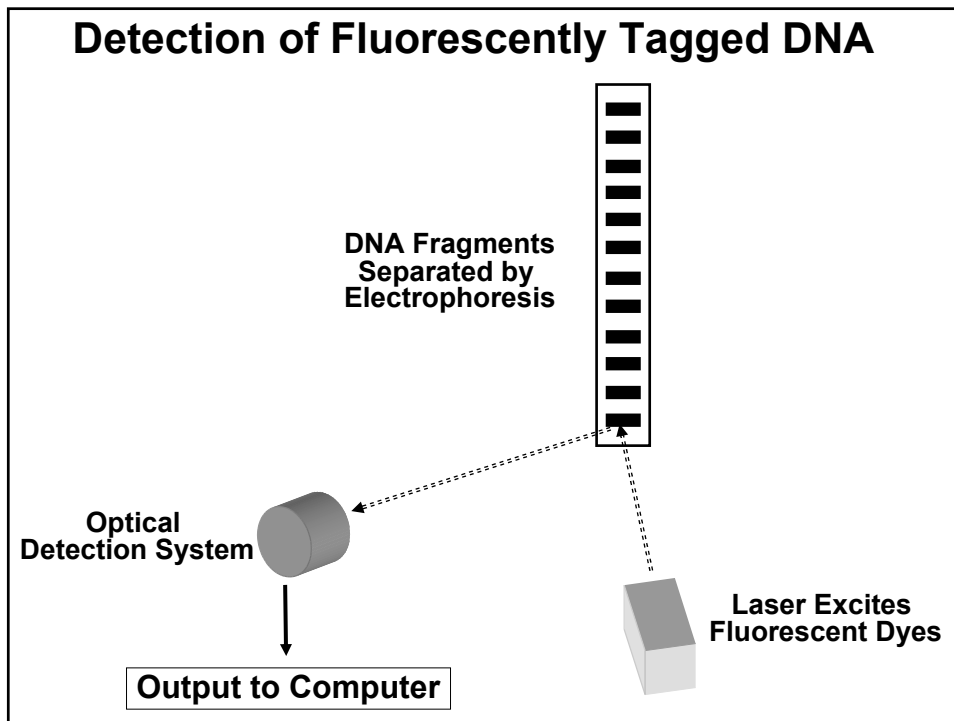 Detection of Fluorescently Tagged DNA
DNA Fragments
Separated by
Electrophoresis
Optical
Detection System
Laser Excites
Fluorescent Dyes
Output to Computer